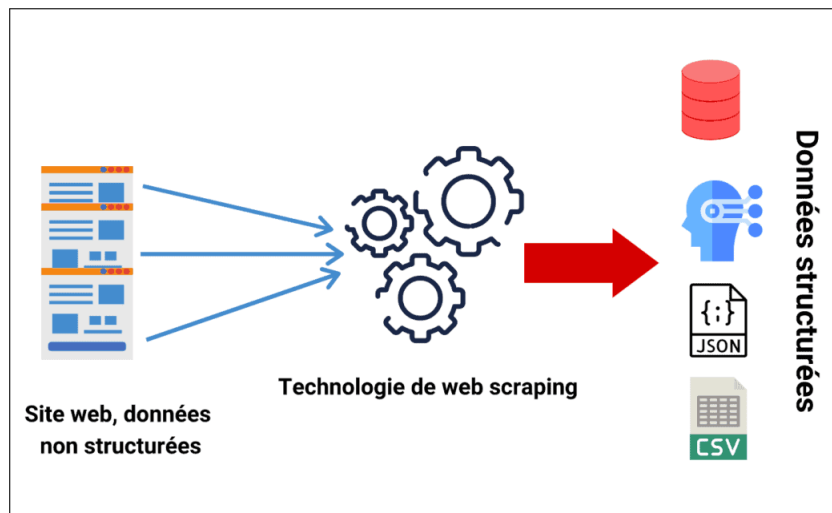 Site web, données
non structurées
Technologie de web scraping
{;}
JSON
CSV
Données structurées